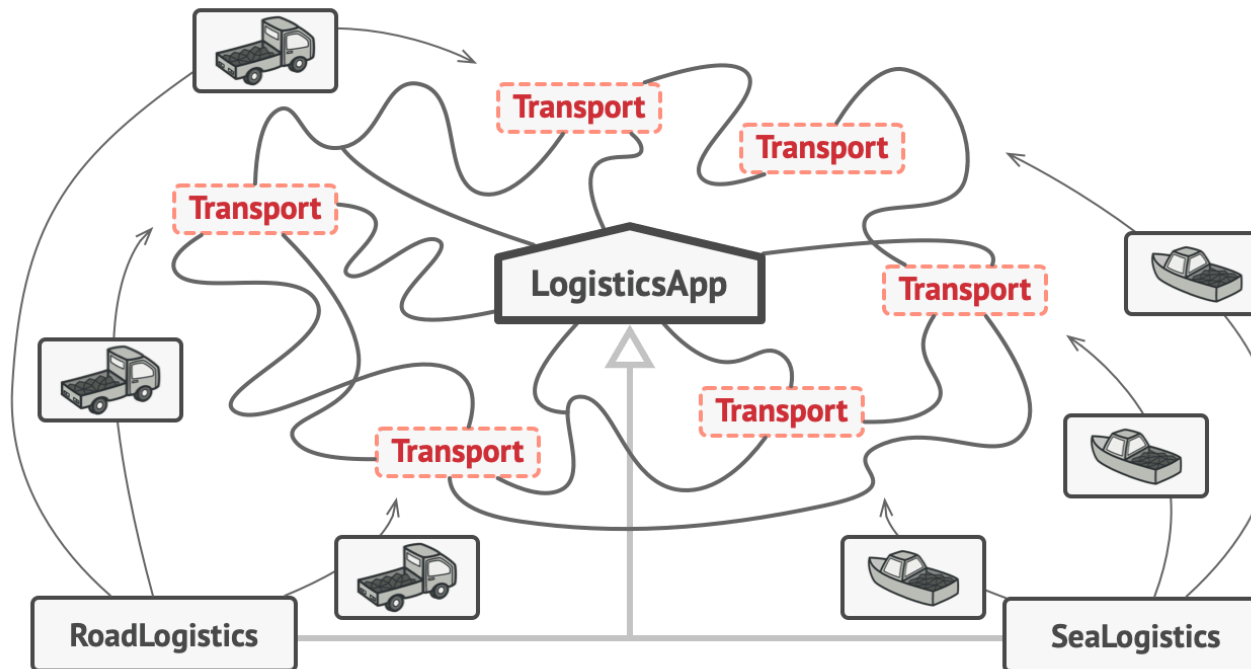 Transport
Transport
Transport
LogisticsApp
Transport
Transport
Transport
RoadLogistics
SeaLogistics